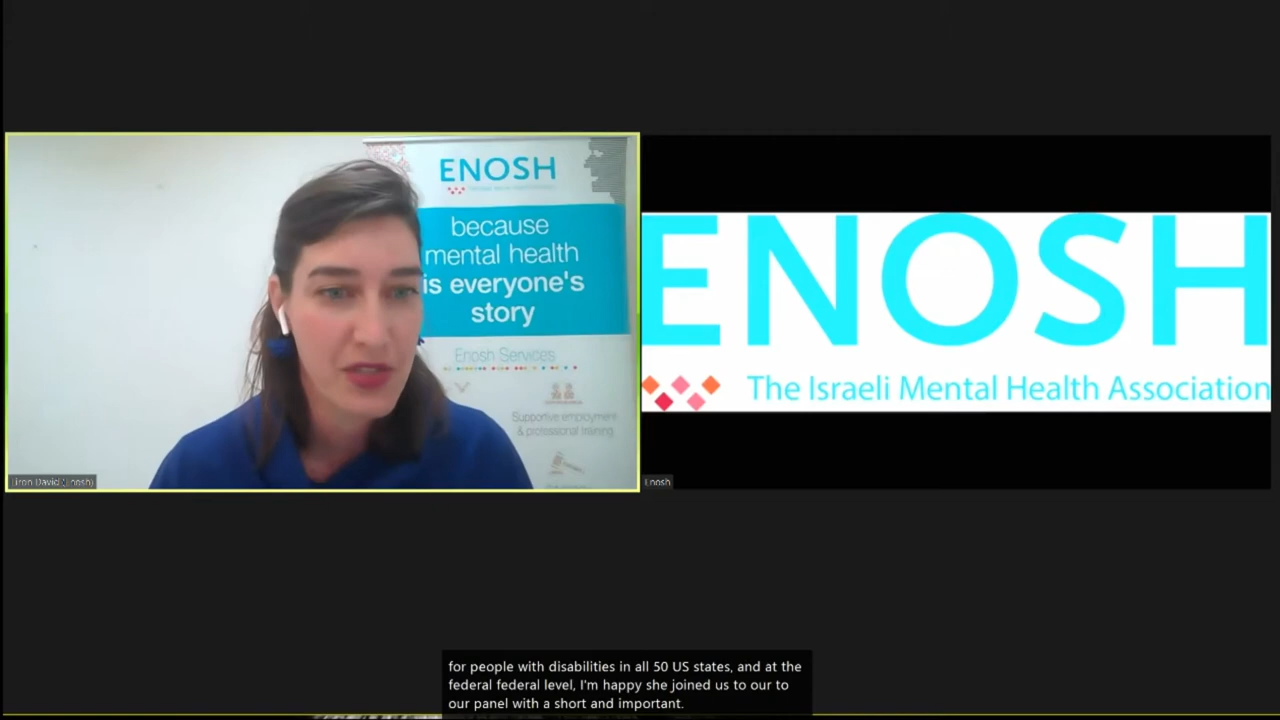 ENOSH
because
mental health
is everyone's
story
Enosh Services
Supportive employment
& professional training
ENOSH
The Israeli Mental Health Association
David (Enosh)
Enosh
for people with disabilities in all 50 US states, and at the
federal federal level, I'm happy she joined us to our to
our panel with a short and important.